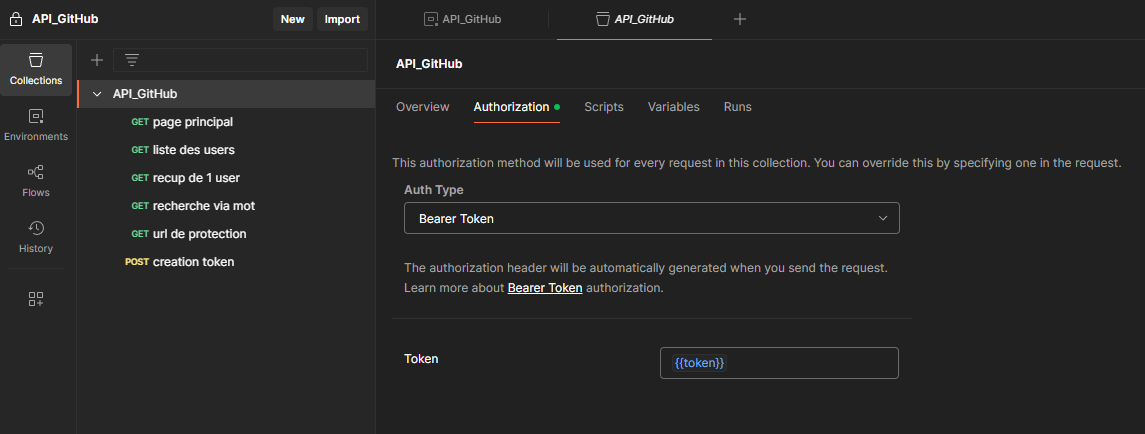 API_GitHub
New
Import
API_GitHub
API_GitHub
Collections
Environments
Flows
History
API_GitHub
GET page principal
GET liste des users
GET recup de 1 user
GET recherche via mot
GET url de protection
POST creation token
API_GitHub
Overview
Authorization
Scripts
Variables
Runs
This authorization method will be used for every request in this collection. You can override this by specifying one in the request.
Auth Type
Bearer Token
The authorization header will be automatically generated when you send the request.
Learn more about Bearer Token authorization.
Token
{{token}}